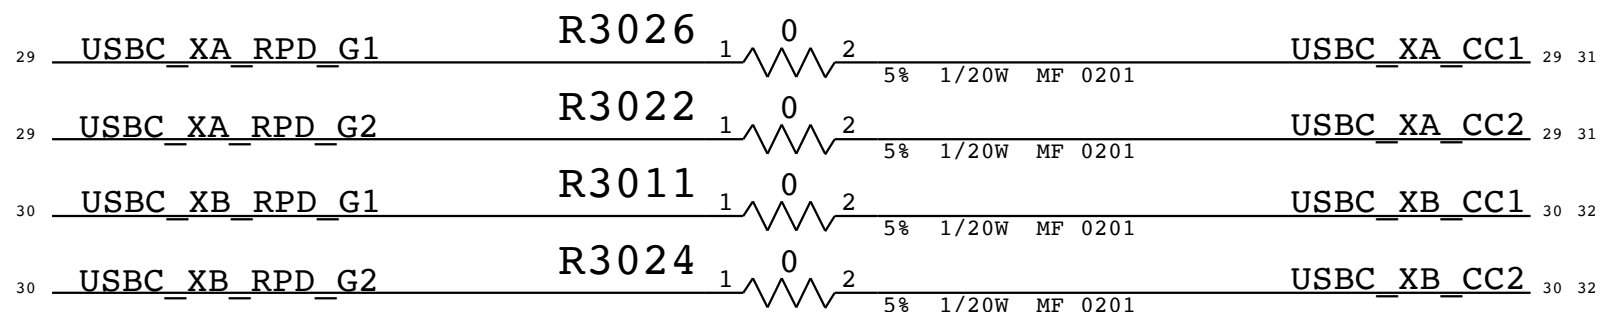 29 USBC_XA_RPD_G1 R3026 1 0 2 USBC_XA_CC1 29 31
5% 1/20W MF 0201
29 USBC_XA_RPD_G2 R3022 1 0 2 USBC_XA_CC2 29 31
5% 1/20W MF 0201
30 USBC_XB_RPD_G1 R3011 1 0 2 USBC_XB_CC1 30 32
5% 1/20W MF 0201
30 USBC_XB_RPD_G2 R3024 1 0 2 USBC_XB_CC2 30 32
5% 1/20W MF 0201